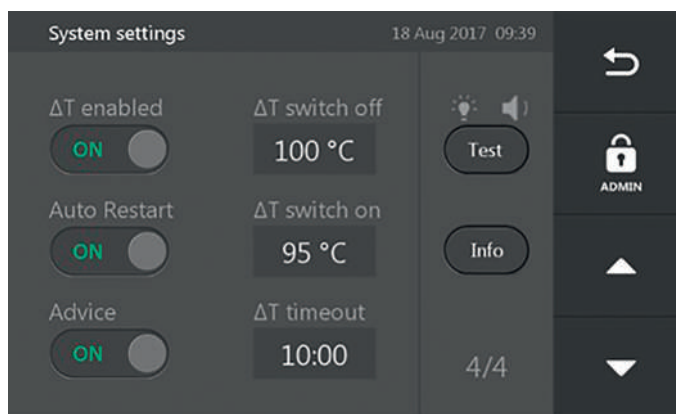 System settings 18 Aug 2017 09:39
ΔT enabled ΔT switch off
ON 100 °C Test
ADMIN
Auto Restart ΔT switch on
ON 95 °C Info
Advice ΔT timeout
ON 10:00 4/4